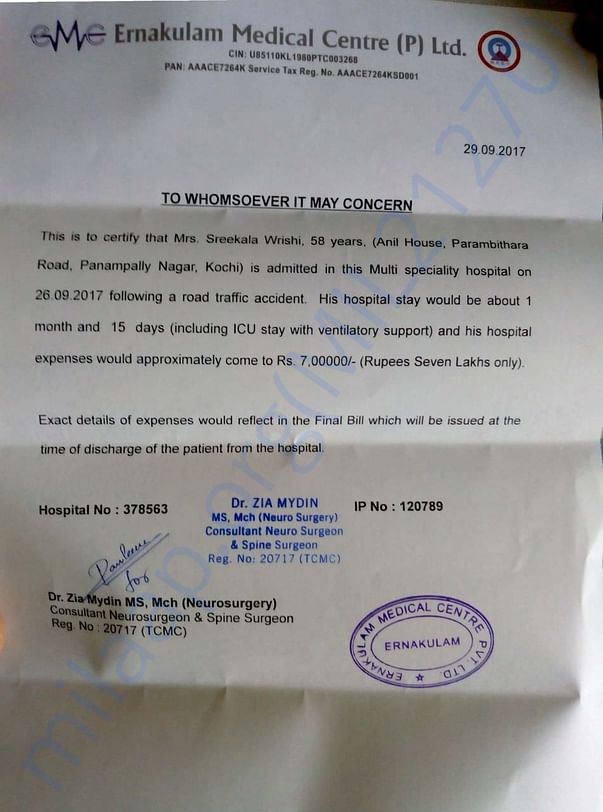 EMC Ernakulam Medical Centre (P) Ltd.
CIN: U85110KL1980PTC003268
PAN: AAACE7264K Service Tax Reg. No. AAACE7264KSD001
29.09.2017
TO WHOMSOEVER IT MAY CONCERN
This is to certify that Mrs. Sreekala Wrishi, 58 years, (Anil House, Parambithara
Road, Panampally Nagar, Kochi) is admitted in this Multi speciality hospital on
26.09.2017 following a road traffic accident. His hospital stay would be about 1
month and 15 days (including ICU stay with ventilatory support) and his hospital
expenses would approximately come to Rs. 7,00000/- (Rupees Seven Lakhs only).
Exact details of expenses would reflect in the Final Bill which will be issued at the
time of discharge of the patient from the hospital.
Hospital No : 378563
Dr. ZIA MYDIN
MS, Mch (Neuro Surgery)
Consultant Neuro Surgeon
& Spine Surgeon
Reg. No: 20717 (TCMC)
IP No : 120789
for
Dr. Zia Mydin MS, Mch (Neurosurgery)
Consultant Neurosurgeon & Spine Surgeon
Reg. No : 20717 (TCMC)
ERNAKULAM MEDICAL CENTRE PVT. LTD.
ERNAKULAM